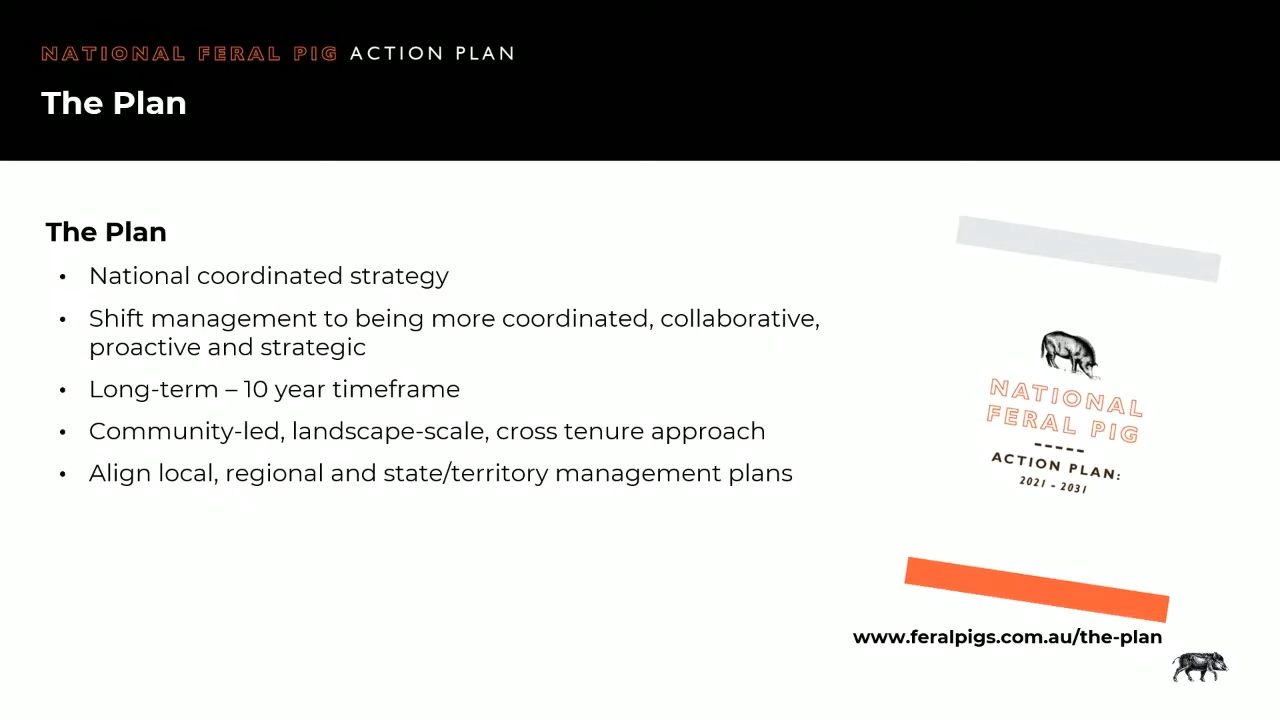 NATIONAL FERAL PIG ACTION PLAN
The Plan
The Plan
• National coordinated strategy
• Shift management to being more coordinated, collaborative,
proactive and strategic
• Long-term – 10 year timeframe
• Community-led, landscape-scale, cross tenure approach
• Align local, regional and state/territory management plans
NATIONAL
FERAL PIG
ACTION PLAN:
2021 - 2031
www.feralpigs.com.au/the-plan